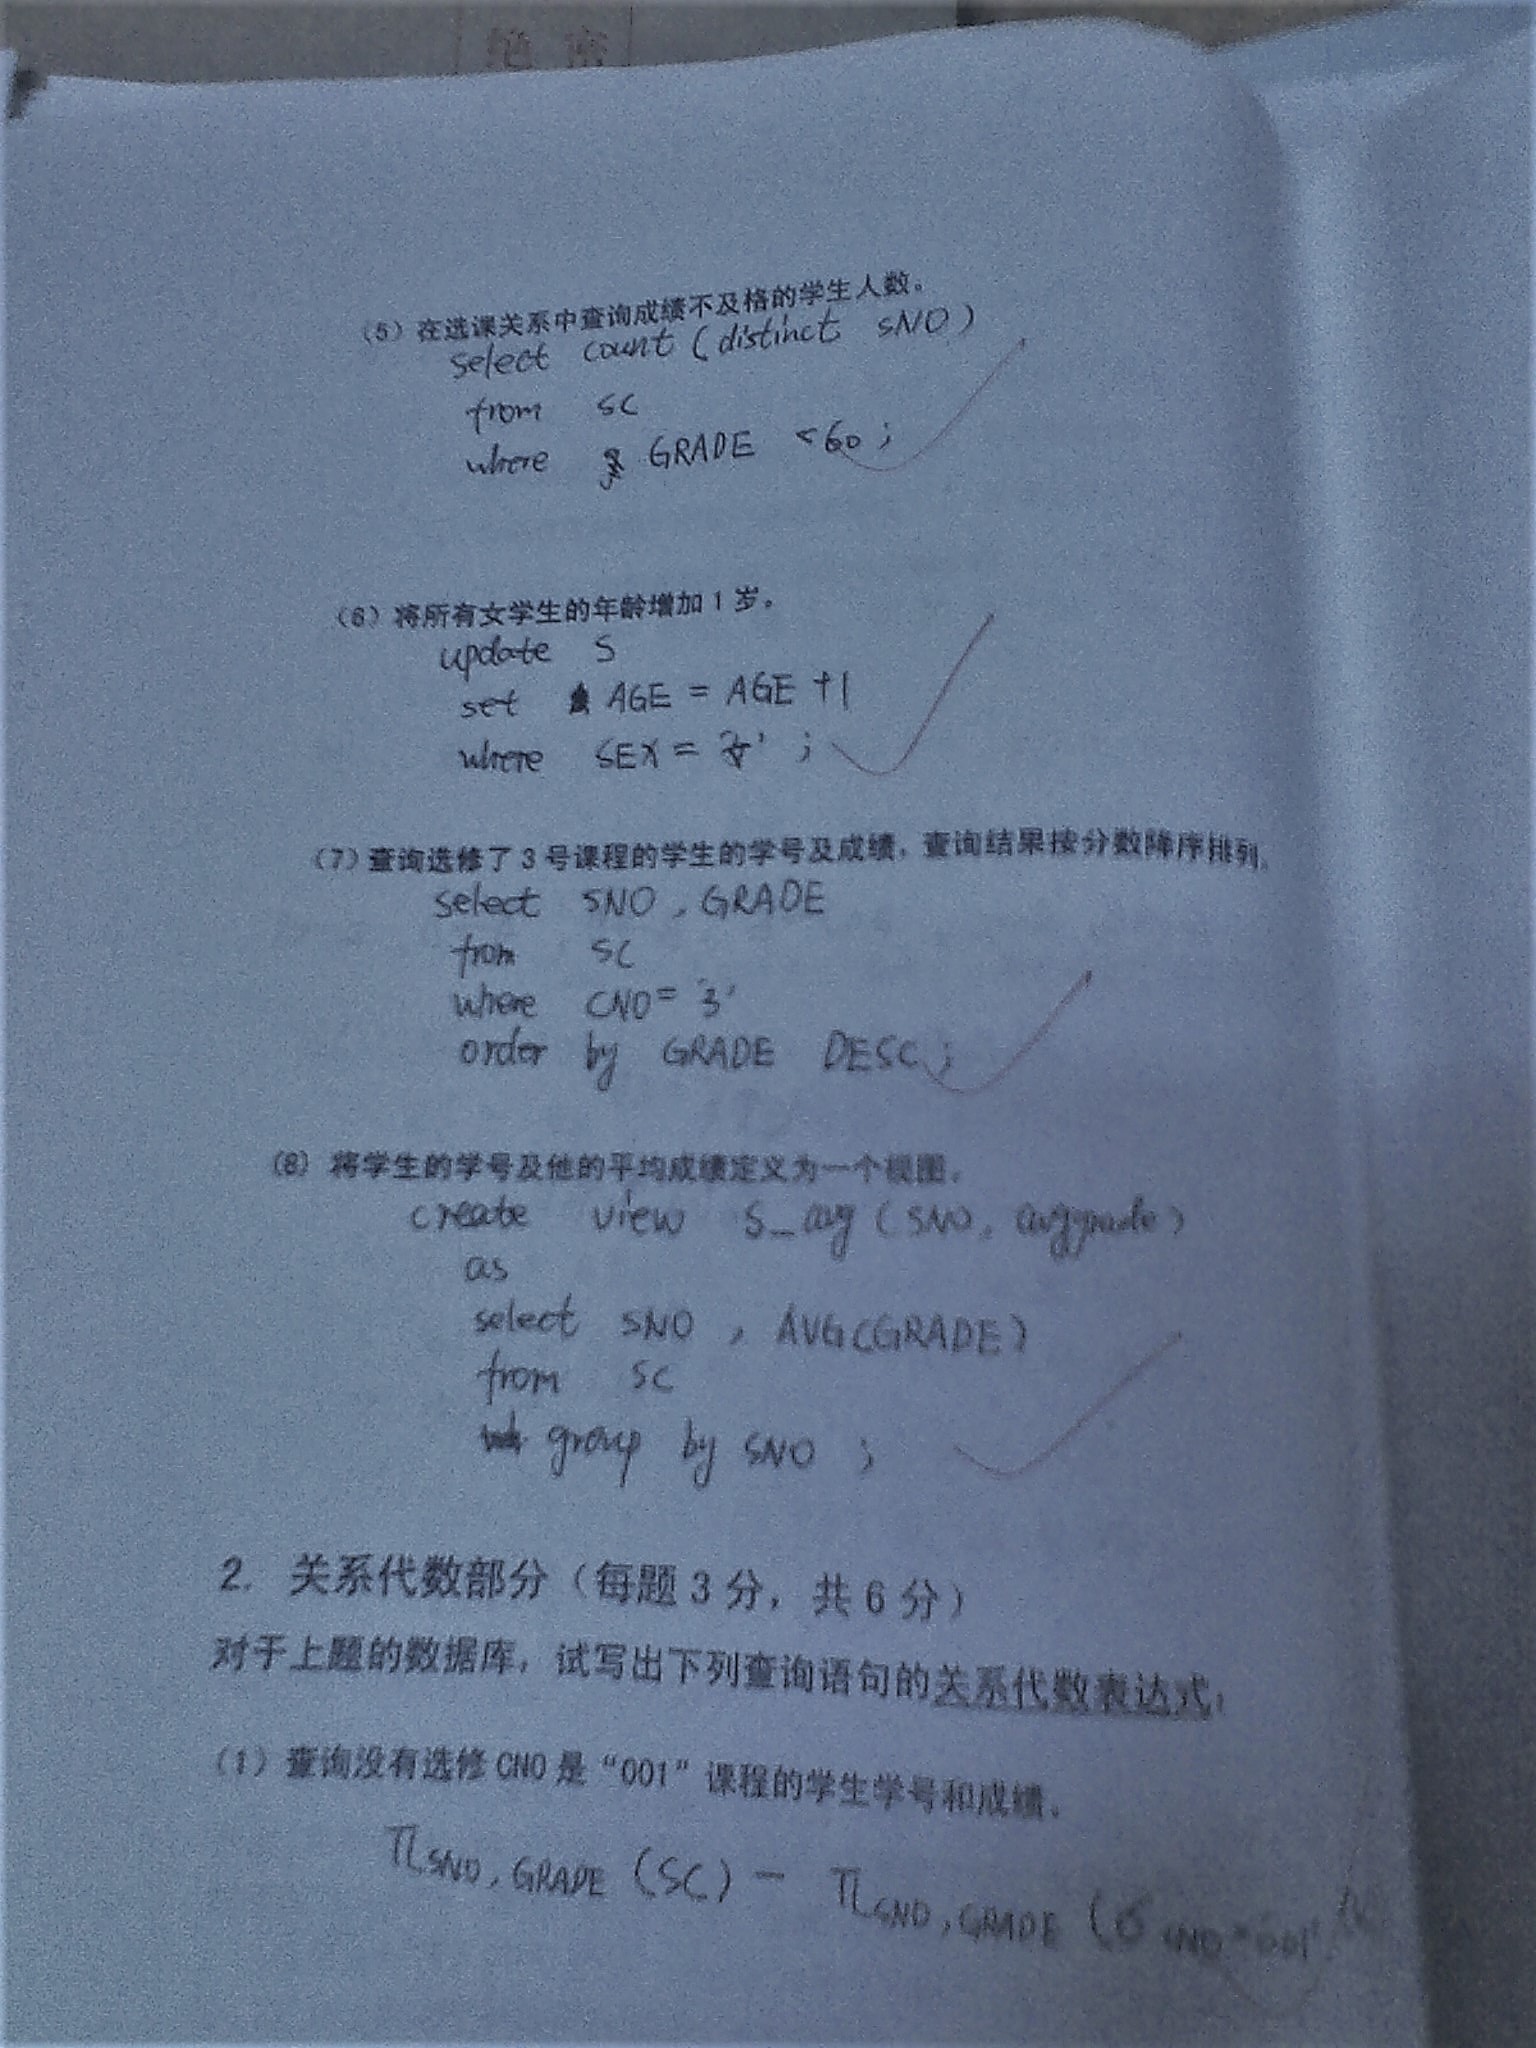 绝密
(5) 在选课关系中查询成绩不及格的学生人数。
select count (distinct SNO)
from SC
where GRADE <60;
(6) 将所有女学生的年龄增加1岁。
update S
set AGE = AGE +1
where SEX = '女' ;
(7) 查询选修了3号课程的学生的学号及成绩，查询结果按分数降序排列。
select SNO , GRADE
from SC
where CNO = '3'
order by GRADE DESC;
(8) 将学生的学号及他的平均成绩定义为一个视图。
create view S_avg (SNO, avggrade)
as
select SNO , AVG(GRADE)
from SC
group by SNO ;
2. 关系代数部分（每题3分，共6分）
对于上题的数据库，试写出下列查询语句的关系代数表达式：
(1) 查询没有选修CNO是“001”课程的学生学号和成绩。
π SNO, GRADE (SC) − π SNO, GRADE (σ CNO='001'